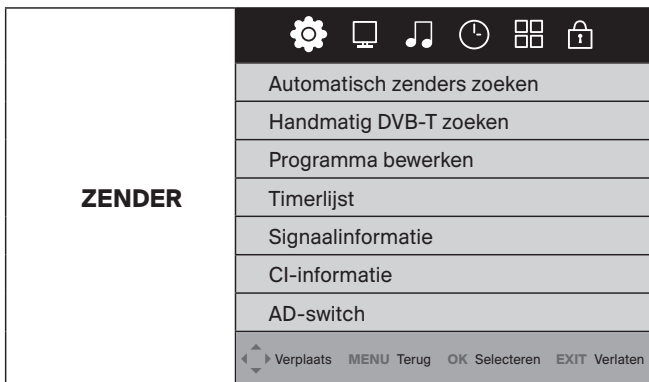 Automatisch zenders zoeken
Handmatig DVB-T zoeken
Programma bewerken
ZENDER
Timerlijst
Signaalinformatie
CI-informatie
AD-switch
Verplaats MENU Terug OK Selecteren EXIT Verlaten